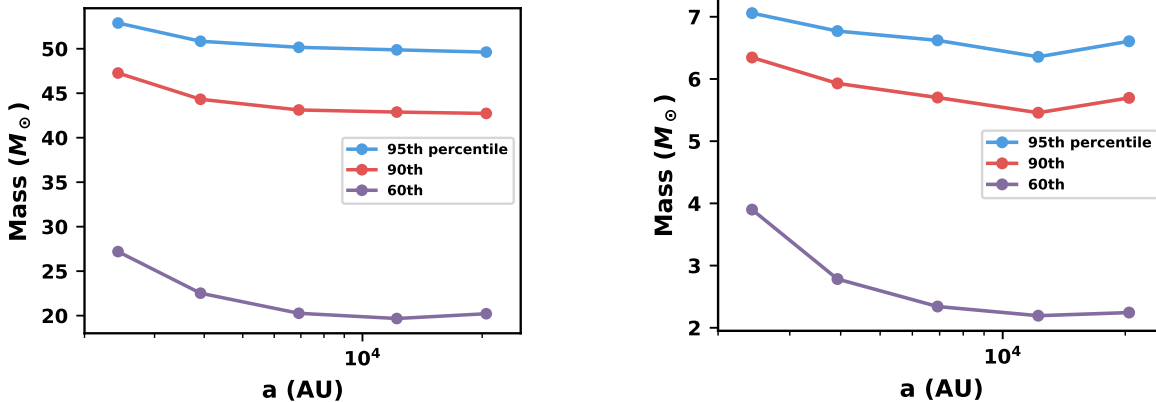 50
45
40
35
30
25
20
Mass (M⊙)
95th percentile
90th
60th
10⁴
a (AU)
7
6
5
4
3
2
Mass (M⊙)
95th percentile
90th
60th
10⁴
a (AU)